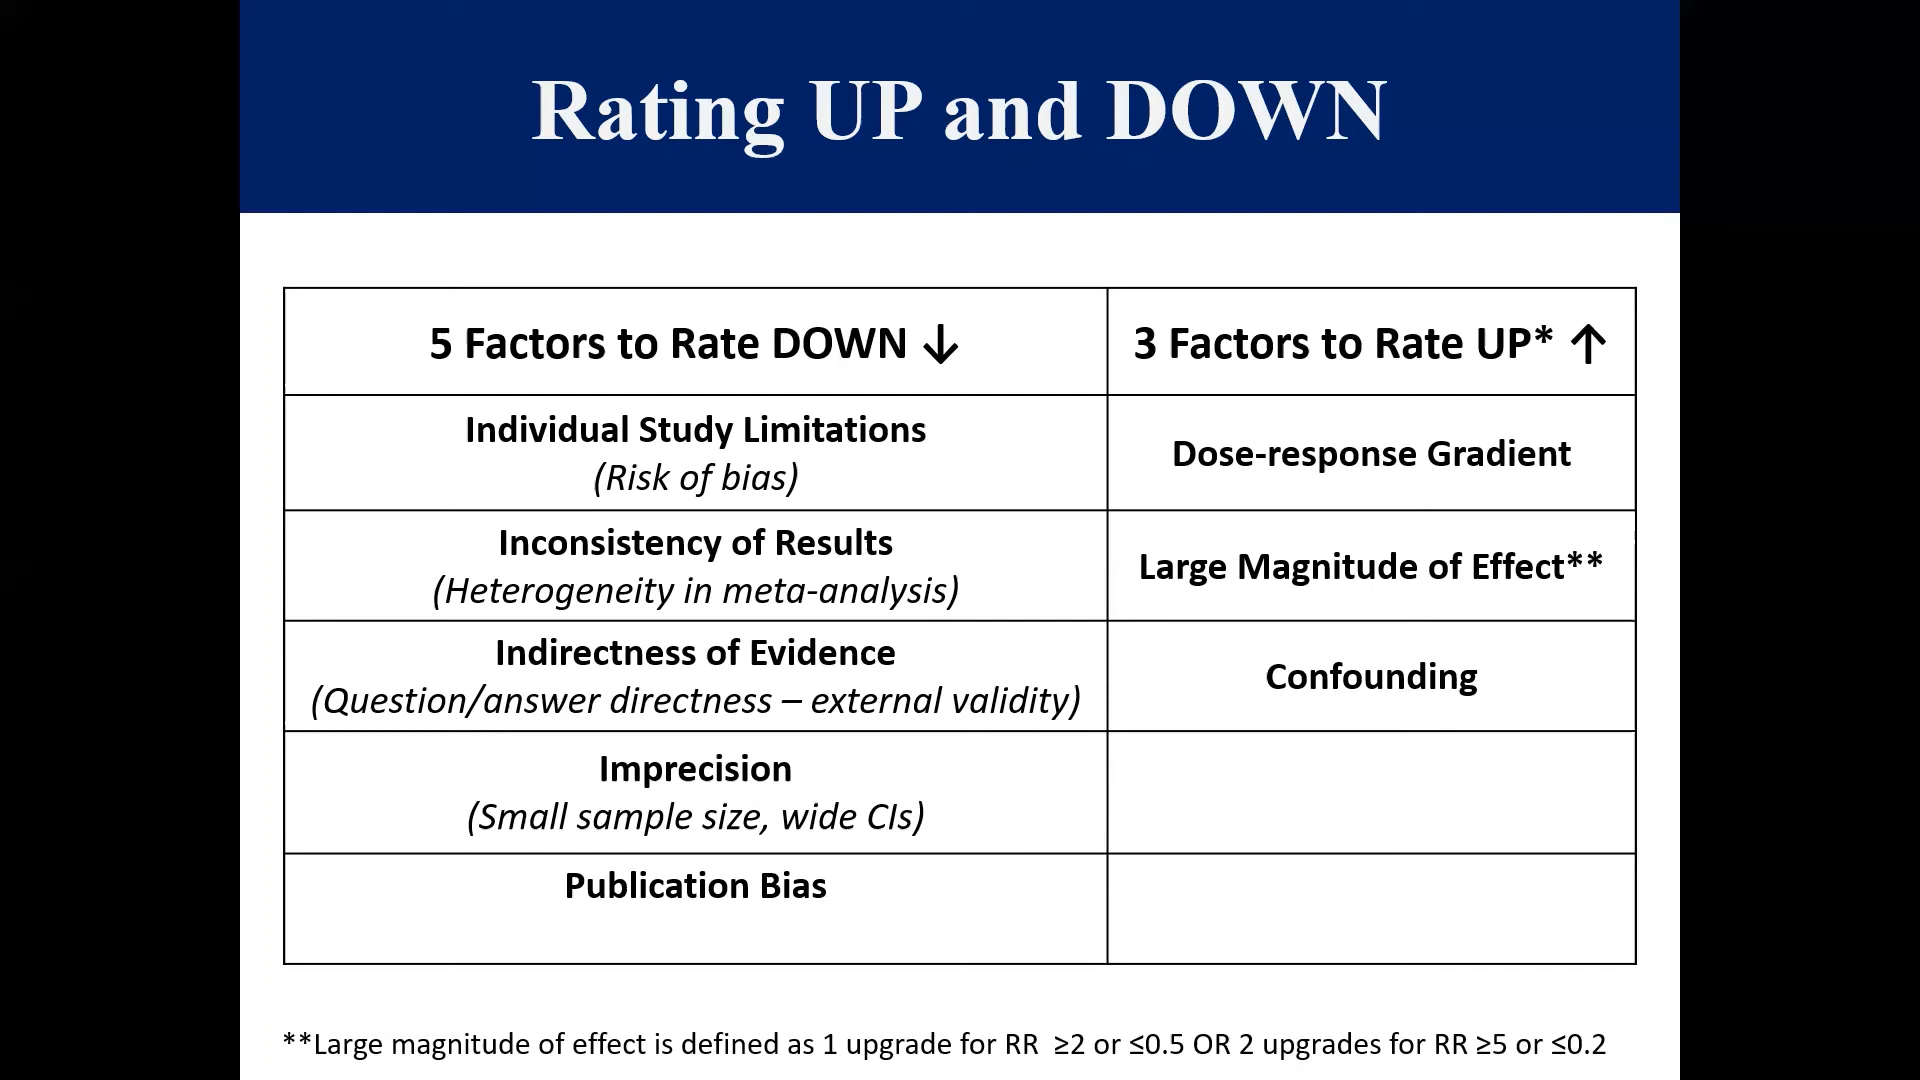 Rating UP and DOWN
5 Factors to Rate DOWN ↓
3 Factors to Rate UP* ↑
Individual Study Limitations
(Risk of bias)
Dose-response Gradient
Inconsistency of Results
(Heterogeneity in meta-analysis)
Large Magnitude of Effect**
Indirectness of Evidence
(Question/answer directness – external validity)
Confounding
Imprecision
(Small sample size, wide CIs)
Publication Bias
**Large magnitude of effect is defined as 1 upgrade for RR ≥2 or ≤0.5 OR 2 upgrades for RR ≥5 or ≤0.2